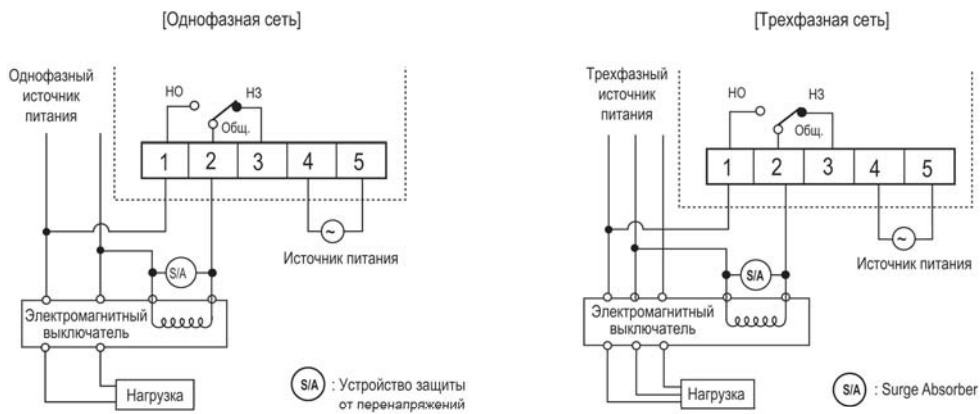 [Однофазная сеть]
Однофазный
источник
питания
НО
НЗ
Общ.
1 2 3 4 5
S/A
Источник питания
Электромагнитный
выключатель
Нагрузка
S/A : Устройство защиты
от перенапряжений
[Трехфазная сеть]
Трехфазный
источник
питания
НО
НЗ
Общ.
1 2 3 4 5
~
S/A
Источник питания
Электромагнитный
выключатель
Нагрузка
S/A : Surge Absorber